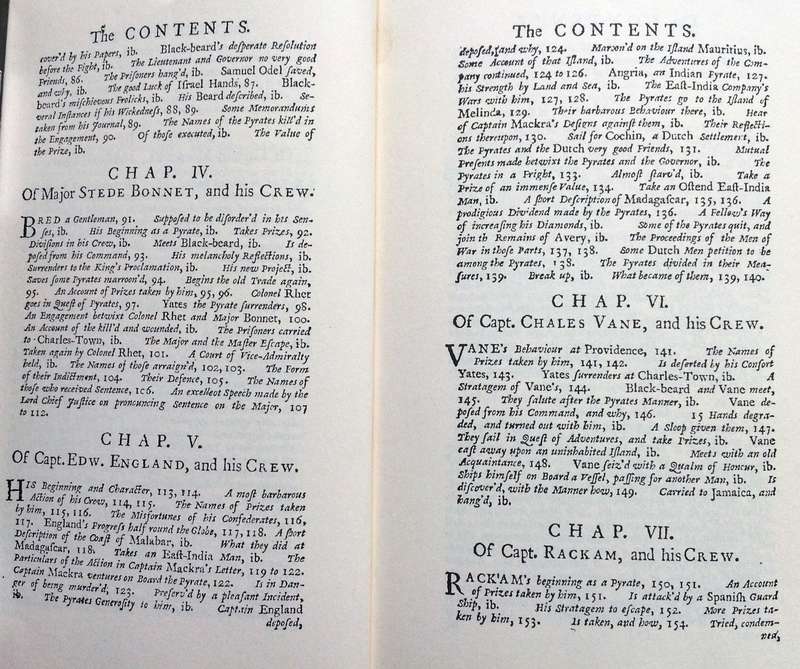 The CONTENTS.
cover'd by his Papers, ib. Black-beard's desperate Resolution
before the Fight, ib. The Lieutenant and Governor no very good
Friends, 86. The Prisoners hang'd, ib. Samuel Odel saved,
and why, ib. The good Luck of Israel Hands, 87. Black-
beard's mischievous Frolicks, ib. His Beard described, ib. Se-
veral Instances if his Wickedness, 88, 89. Some Memorandums
taken from his Journal, 89. The Names of the Pyrates kill'd in
the Engagement, 90. Of those executed, ib. The Value of
the Prize, ib.
CHAP. IV.
Of Major STEDE BONNET, and his CREW.
BRED a Gentleman, 91. Supposed to be disorder'd in his Sen-
ses, ib. His Beginning as a Pyrate, ib. Takes Prizes, 92.
Divisions in his Crew, ib. Meets Black-beard, ib. Is de-
posed from his Command, 93. His melancholy Reflections, ib.
Surrenders to the King's Proclamation, ib. His new Project, ib.
Saves some Pyrates maroon'd, 94. Begins the old Trade again,
95. An Account of Prizes taken by him, 95, 96. Colonel Rhet
goes in Quest of Pyrates, 97. Yates the Pyrate surrenders, 98.
An Engagement betwixt Colonel Rhet and Major Bonnet, 100.
An Account of the kill'd and wounded, ib. The Prisoners carried
to Charles-Town, ib. The Major and the Master Escape, ib.
Taken again by Colonel Rhet, 101. A Court of Vice-Admiralty
held, ib. The Names of those arraign'd, 102, 103. The Form
of their Indictment, 104. Their Defence, 105. The Names of
those who received Sentence, 106. An excelleot Speech made by the
Lord Chief Justice on pronouncing Sentence on the Major, 107
to 112.
CHAP. V.
Of Capt. EDW. ENGLAND, and his CREW.
HIS Beginning and Character, 113, 114. A most barbarous
Action of his Crew, 114, 115. The Names of Prizes taken
by him, 115, 116. The Misfortunes of his Confederates, 116,
117. England's Progress half round the Globe, 117, 118. A short
Description of the Coast of Malabar, ib. What they did at
Madagascar, 118. Takes an East-India Man, ib. The
Particulars of the Action in Captain Mackra's Letter, 119 to 122.
Captain Mackra ventures on Board the Pyrate, 122. Is in Dan-
ger of being murder'd, 123. Preserv'd by a pleasant Incident,
ib. The Pyrates Generosity to him, ib. Captain England
deposed,
The CONTENTS.
deposed, and why, 124. Maroon'd on the Island Mauritius, ib.
Some Account of that Island, ib. The Adventures of the Com-
pany continued, 124 to 126. Angria, an Indian Pyrate, 127.
his Strength by Land and Sea, ib. The East-India Company's
Wars with him, 127, 128. The Pyrates go to the Island of
Melinda, 129. Their barbarous Behaviour there, ib. Hear
of Captain Mackra's Designs against them, ib. Their Reflecti-
ons thereupon, 130. Sail for Cochin, a Dutch Settlement, ib.
The Pyrates and the Dutch very good Friends, 131. Mutual
Presents made betwixt the Pyrates and the Governor, ib. The
Pyrates in a Fright, 133. Almost starv'd, ib. Take a
Prize of an immense Value, 134. Take an Ostend East-India
Man, ib. A short Description of Madagascar, 135, 136. A
prodigious Dividend made by the Pyrates, 136. A Fellow's Way
of increasing his Diamonds, ib. Some of the Pyrates quit, and
join th Remains of Avery, ib. The Proceedings of the Men of
War in those Parts, 137, 138. Some Dutch Men petition to be
among the Pyrates, 138. The Pyrates divided in their Mea-
sures, 139. Break up, ib. What became of them, 139, 140.
CHAP. VI.
Of Capt. CHALES VANE, and his CREW.
VANE's Behaviour at Providence, 141. The Names of
Prizes taken by him, 141, 142. Is deserted by his Consort
Yates, 143. Yates surrenders at Charles-Town, ib. A
Stratagem of Vane's, 144. Black-beard and Vane meet,
145. They salute after the Pyrates Manner, ib. Vane de-
posed from his Command, and why, 146. 15 Hands degra-
ded, and turned out with him, ib. A Sloop given them, 147.
They sail in Quest of Adventures, and take Prizes, ib. Vane
cast away upon an uninhabited Island, ib. Meets with an old
Acquaintance, 148. Vane seiz'd with a Qualm of Honour, ib.
Ships himself on Board a Vessel, passing for another Man, ib. Is
discover'd, with the Manner how, 149. Carried to Jamaica, and
hang'd, ib.
CHAP. VII.
Of Capt. RACKAM, and his CREW.
RACK'AM's beginning as a Pyrate, 150, 151. An Account
of Prizes taken by him, 151. Is attack'd by a Spanish Guard
Ship, ib. His Stratagem to escape, 152. More Prizes ta-
ken by him, 153. Is taken, and how, 154. Tried, condem-
ned,